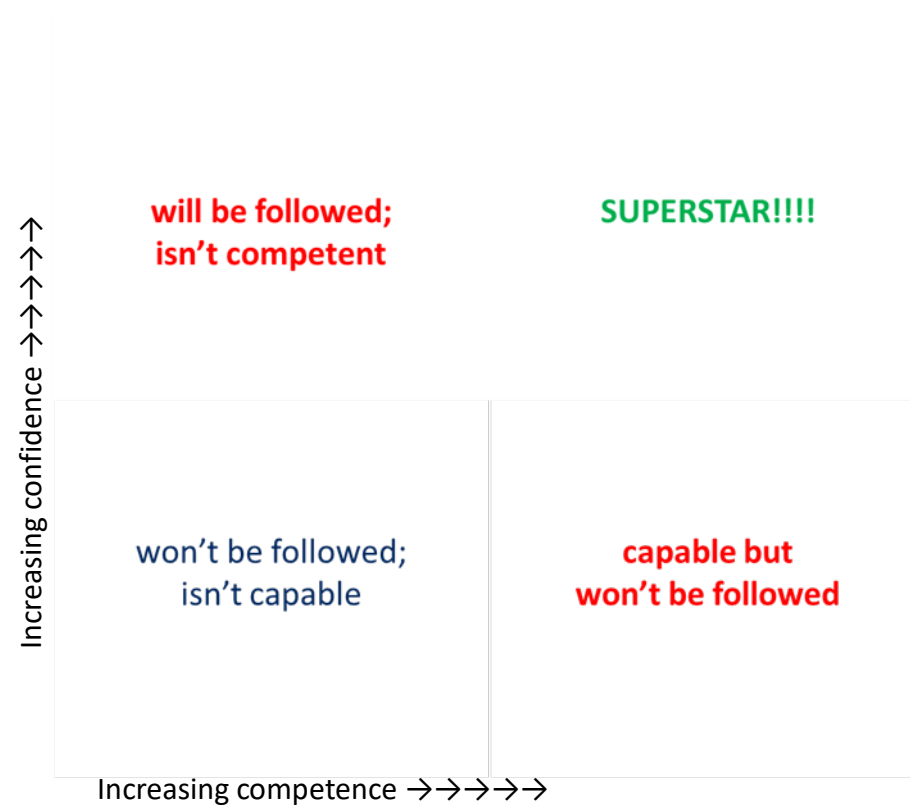 will be followed;
isn’t competent
SUPERSTAR!!!!
Increasing confidence →→→→→
won’t be followed;
isn’t capable
capable but
won’t be followed
Increasing competence →→→→→